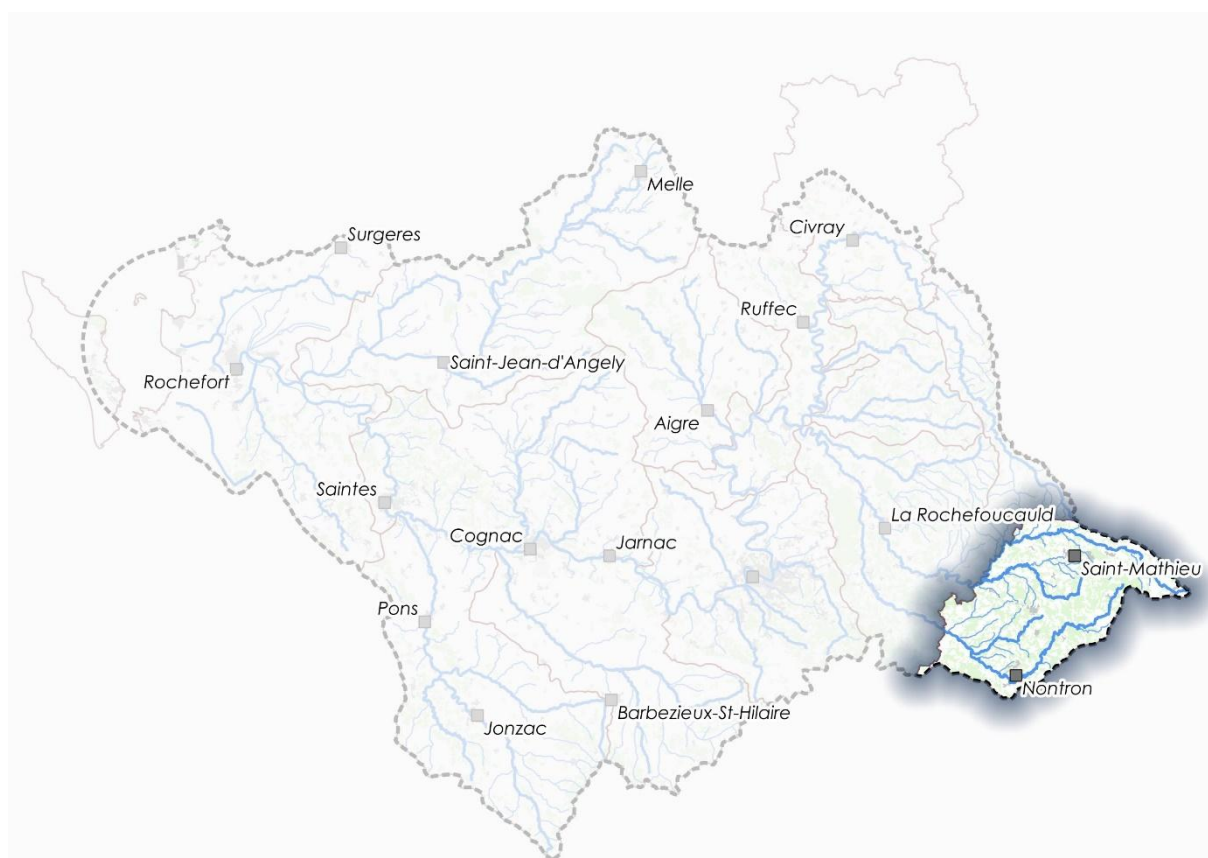 Melle
Civray
Surgeres
Ruffec
Saint-Jean-d'Angely
Rochefort
Aigre
Saintes
La Rochefoucauld
Cognac
Jarnac
Saint-Mathieu
Pons
Nontron
Barbezieux-St-Hilaire
Jonzac